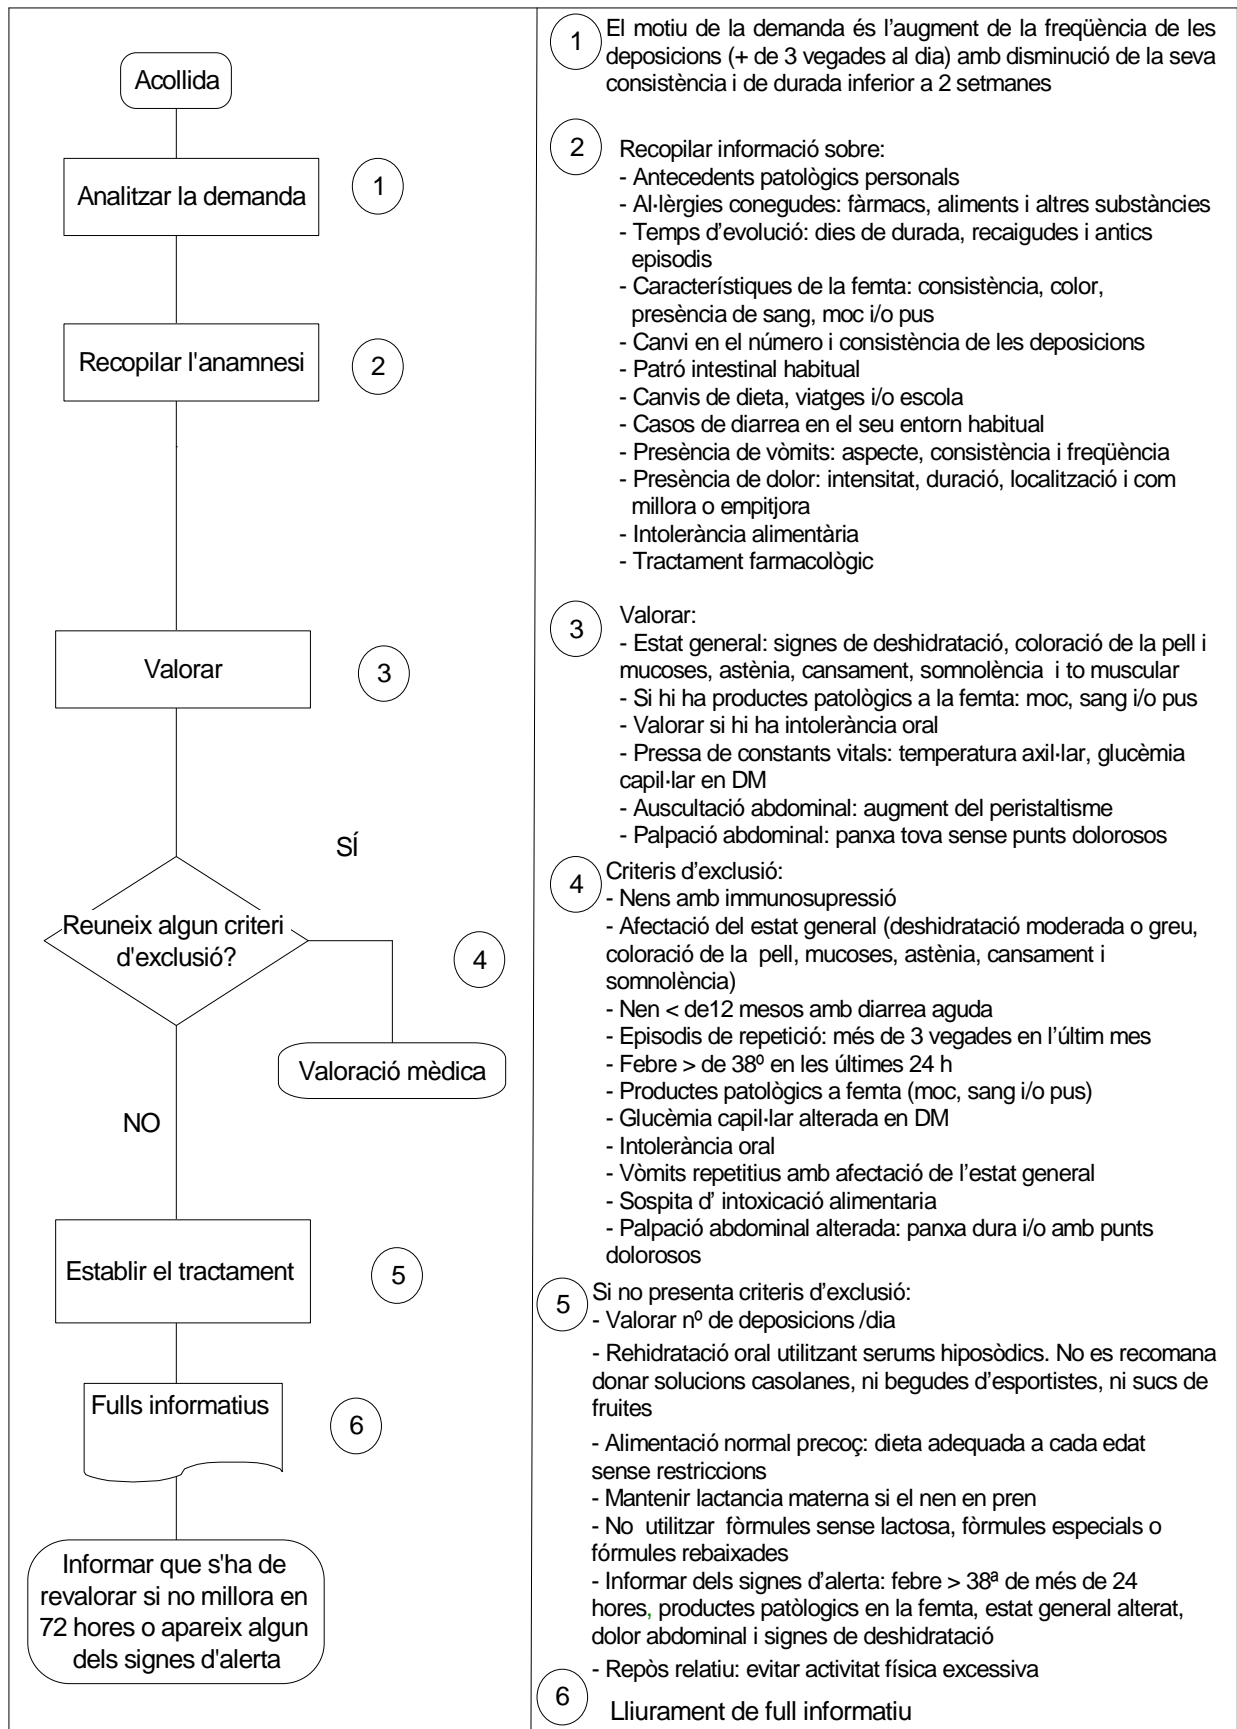 Acollida
Analitzar la demanda
1
Recopilar l'anamnesi
2
Valorar
3
SÍ
Reuneix algun criteri
d'exclusió?
4
Valoració mèdica
NO
Establir el tractament
5
Fulls informatius
6
Informar que s'ha de
revalorar si no millora en
72 hores o apareix algun
dels signes d'alerta
1
El motiu de la demanda és l’augment de la freqüència de les
deposicions (+ de 3 vegades al dia) amb disminució de la seva
consistència i de durada inferior a 2 setmanes
2
Recopilar informació sobre:
- Antecedents patològics personals
- Al·lèrgies conegudes: fàrmacs, aliments i altres substàncies
- Temps d’evolució: dies de durada, recaigudes i antics
episodis
- Característiques de la femta: consistència, color,
presència de sang, moc i/o pus
- Canvi en el número i consistència de les deposicions
- Patró intestinal habitual
- Canvis de dieta, viatges i/o escola
- Casos de diarrea en el seu entorn habitual
- Presència de vòmits: aspecte, consistència i freqüència
- Presència de dolor: intensitat, duració, localització i com
millora o empitjora
- Intolerància alimentària
- Tractament farmacològic
3
Valorar:
- Estat general: signes de deshidratació, coloració de la pell i
mucoses, astènia, cansament, somnolència i to muscular
- Si hi ha productes patològics a la femta: moc, sang i/o pus
- Valorar si hi ha intolerància oral
- Pressa de constants vitals: temperatura axil·lar, glucèmia
capil·lar en DM
- Auscultació abdominal: augment del peristaltisme
- Palpació abdominal: panxa tova sense punts dolorosos
4
Criteris d’exclusió:
- Nens amb immunosupressió
- Afectació del estat general (deshidratació moderada o greu,
coloració de la pell, mucoses, astènia, cansament i
somnolència)
- Nen < de12 mesos amb diarrea aguda
- Episodis de repetició: més de 3 vegades en l’últim mes
- Febre > de 38º en les últimes 24 h
- Productes patològics a femta (moc, sang i/o pus)
- Glucèmia capil·lar alterada en DM
- Intolerància oral
- Vòmits repetitius amb afectació de l’estat general
- Sospita d’ intoxicació alimentaria
- Palpació abdominal alterada: panxa dura i/o amb punts
dolorosos
5
Si no presenta criteris d’exclusió:
- Valorar nº de deposicions /dia
- Rehidratació oral utilitzant serums hiposòdics. No es recomana
donar solucions casolanes, ni begudes d’esportistes, ni sucs de
fruites
- Alimentació normal precoç: dieta adequada a cada edat
sense restriccions
- Mantenir lactancia materna si el nen en pren
- No utilitzar fòrmules sense lactosa, fòrmules especials o
fórmules rebaixades
- Informar dels signes d’alerta: febre > 38ª de més de 24
hores, productes patòlogics en la femta, estat general alterat,
dolor abdominal i signes de deshidratació
- Repòs relatiu: evitar activitat física excessiva
6
Lliurament de full informatiu